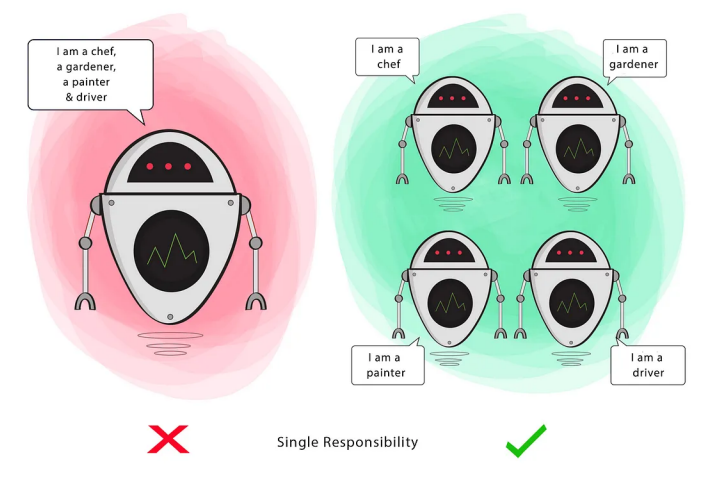 I am a chef,
a gardener,
a painter
& driver
I am a
chef
I am a
gardener
I am a
painter
I am a
driver
Single Responsibility